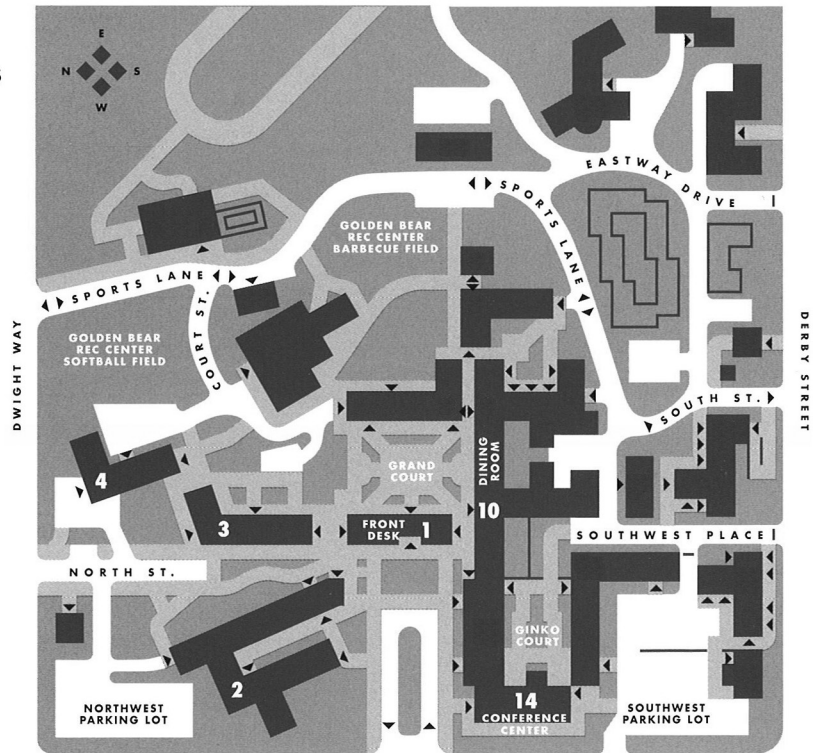 E
N
S
W
EASTWAY DRIVE
SPORTS LANE
GOLDEN BEAR
REC CENTER
BARBECUE FIELD
SPORTS LANE
COURT ST.
GOLDEN BEAR
REC CENTER
SOFTBALL FIELD
DWIGHT WAY
DERBY STREET
SOUTH ST.
GRAND
COURT
DINING
ROOM
4
3
FRONT
DESK
1
10
SOUTHWEST PLACE
NORTH ST.
GINKO
COURT
2
14
CONFERENCE
CENTER
NORTHWEST
PARKING LOT
SOUTHWEST
PARKING LOT